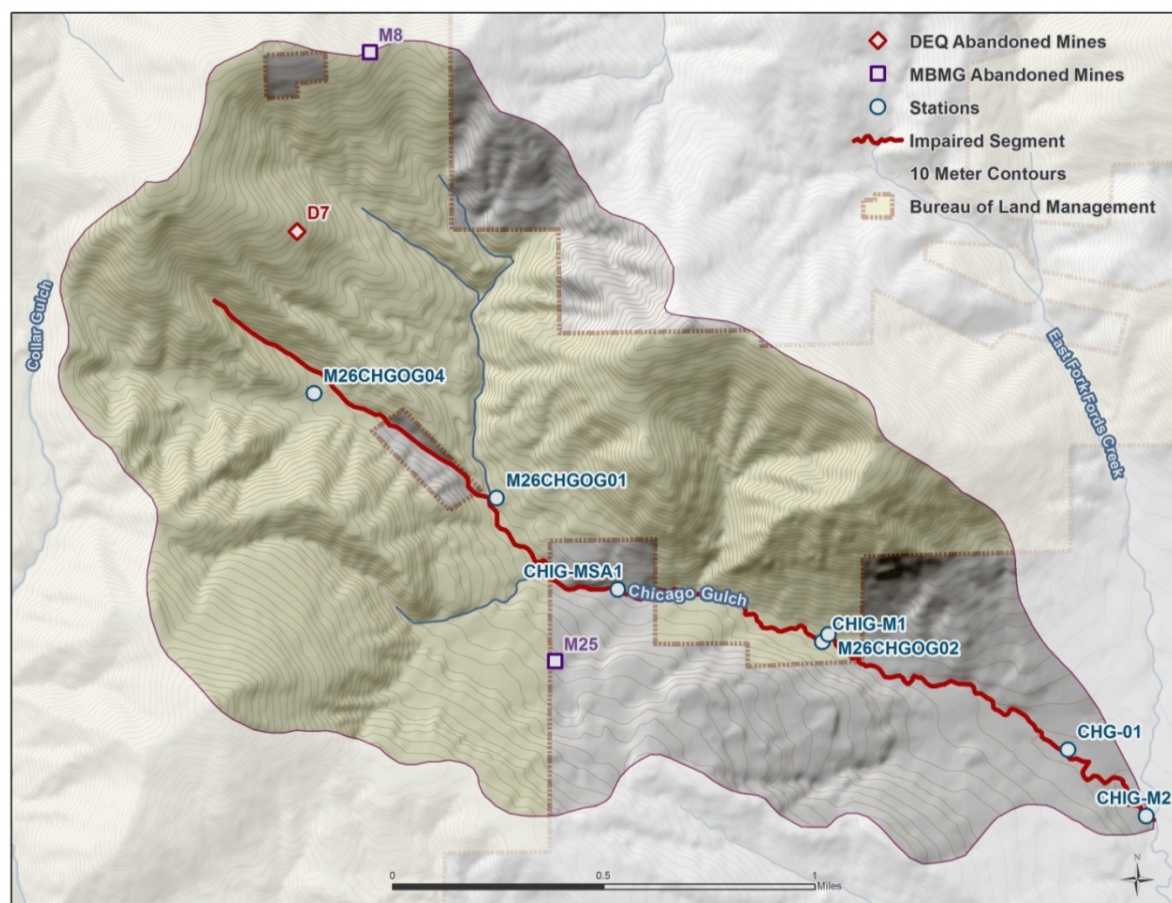 M8
DEQ Abandoned Mines
MBMG Abandoned Mines
Stations
Impaired Segment
10 Meter Contours
Bureau of Land Management
D7
Collar Gulch
East Fork Fords Creek
M26CHGOG04
M26CHGOG01
CHIG-MSA1
Chicago Gulch
CHIG-M1
M26CHGOG02
M25
CHG-01
CHIG-M2
N
0 0.5 1
Miles